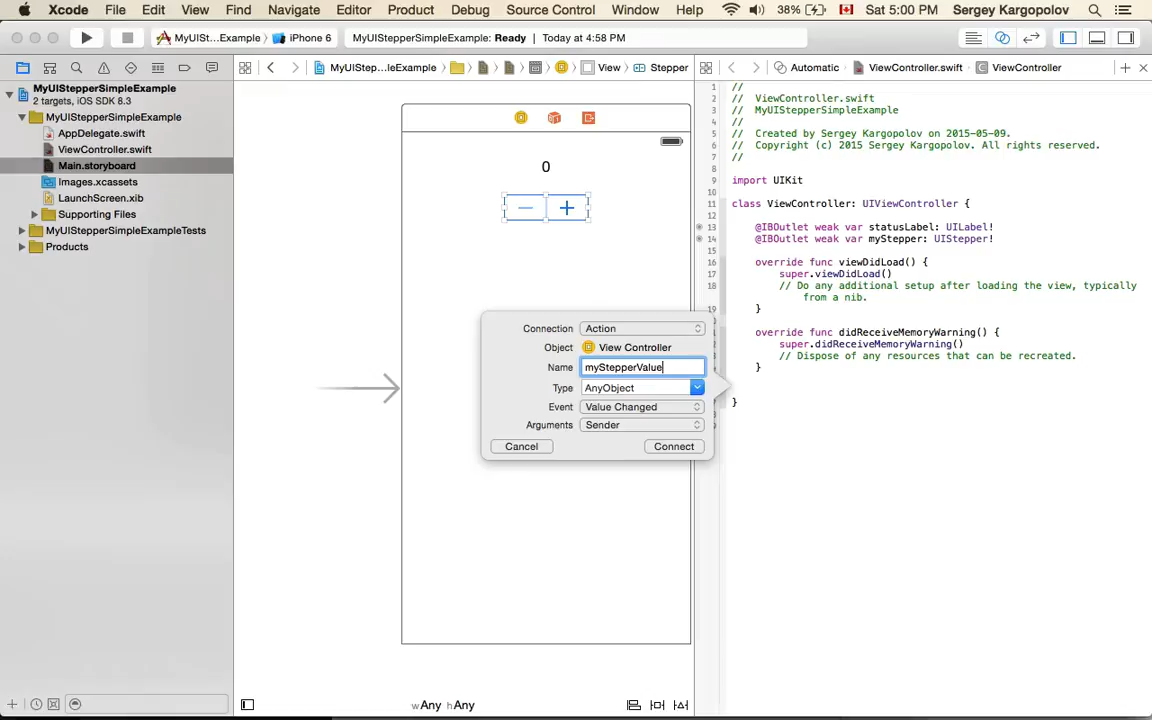 Xcode File Edit View Find Navigate Editor Product Debug Source Control Window Help 38% Sat 5:00 PM Sergey Kargopolov
MyUISt...Example iPhone 6 MyUIStepperSimpleExample: Ready Today at 4:58 PM
MyUIStep...leExample View Stepper Automatic ViewController.swift ViewController
MyUIStepperSimpleExample
2 targets, iOS SDK 8.3
MyUIStepperSimpleExample
AppDelegate.swift
ViewController.swift
Main.storyboard
Images.xcassets
LaunchScreen.xib
Supporting Files
MyUIStepperSimpleExampleTests
Products
0
Connection Action
Object View Controller
Name myStepperValue
Type AnyObject
Event Value Changed
Arguments Sender
Cancel Connect
wAny hAny
1 //
2 // ViewController.swift
3 // MyUIStepperSimpleExample
4 //
5 // Created by Sergey Kargopolov on 2015-05-09.
6 // Copyright (c) 2015 Sergey Kargopolov. All rights reserved.
7 //
8
9 import UIKit
10
11 class ViewController: UIViewController {
12
13 @IBOutlet weak var statusLabel: UILabel!
14 @IBOutlet weak var myStepper: UIStepper!
15
16 override func viewDidLoad() {
17 super.viewDidLoad()
18 // Do any additional setup after loading the view, typically
from a nib.
19 }
override func didReceiveMemoryWarning() {
super.didReceiveMemoryWarning()
// Dispose of any resources that can be recreated.
}
}